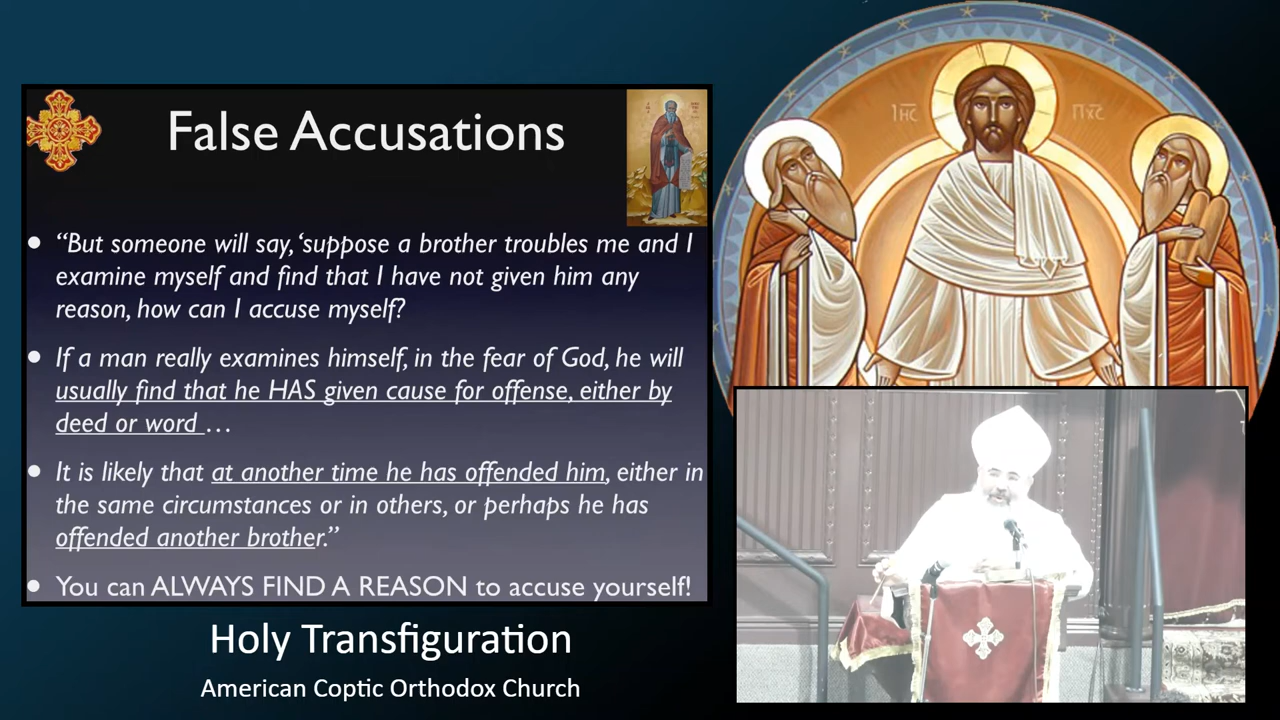 False Accusations
• “But someone will say, ‘suppose a brother troubles me and I
examine myself and find that I have not given him any
reason, how can I accuse myself?
• If a man really examines himself, in the fear of God, he will
usually find that he HAS given cause for offense, either by
deed or word …
• It is likely that at another time he has offended him, either in
the same circumstances or in others, or perhaps he has
offended another brother.”
• You can ALWAYS FIND A REASON to accuse yourself!
Holy Transfiguration
American Coptic Orthodox Church